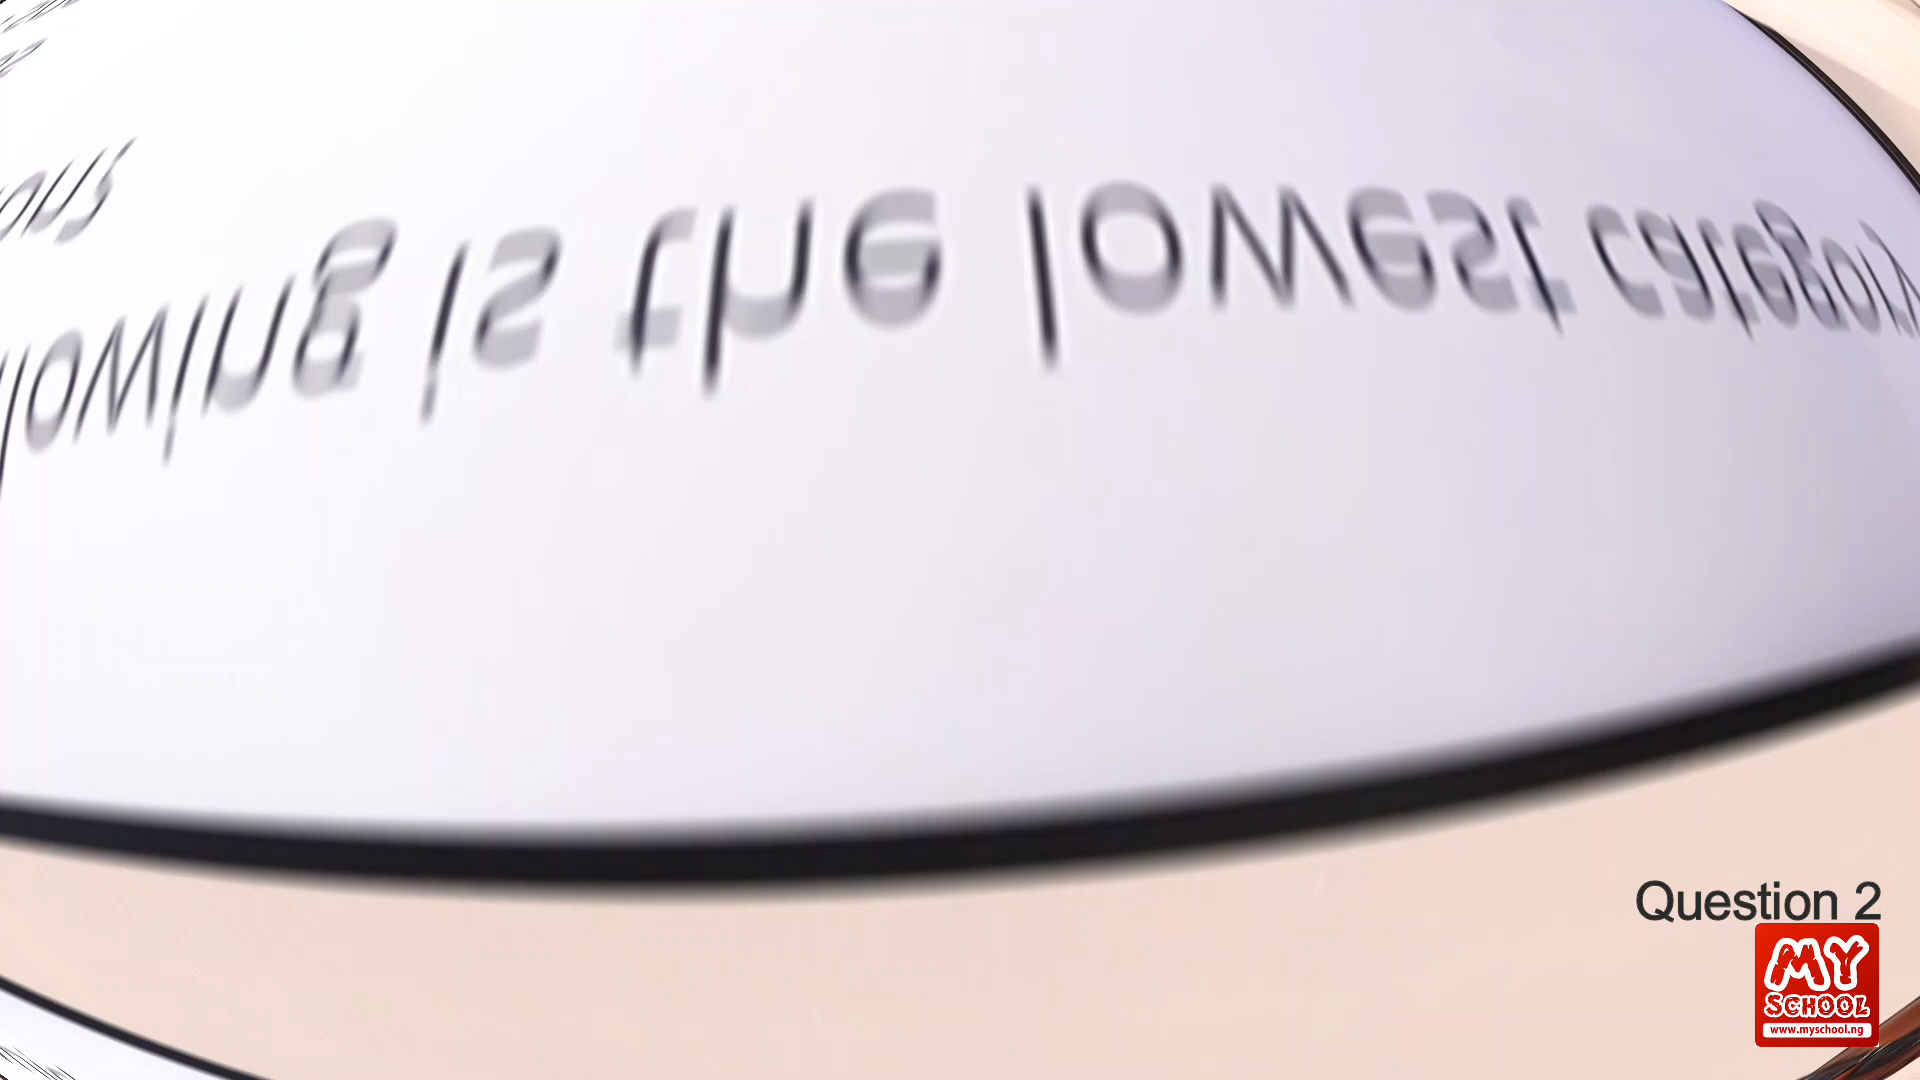 lowing is the lowest category
Question 2
MY
SCHOOL
www.myschool.ng